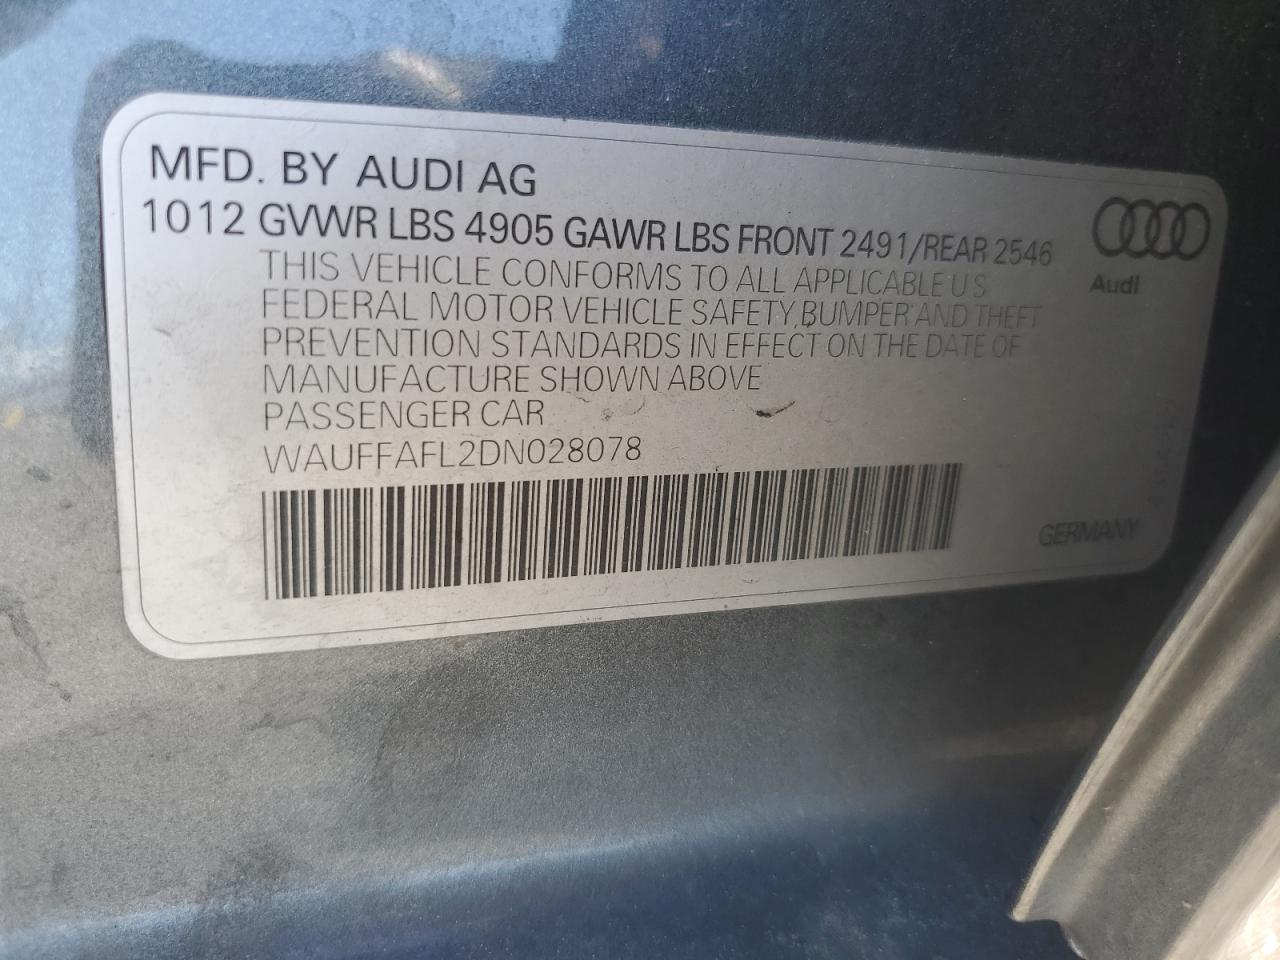 MFD. BY AUDI AG
1012 GVWR LBS 4905 GAWR LBS FRONT 2491/REAR 2546
THIS VEHICLE CONFORMS TO ALL APPLICABLE U S
FEDERAL MOTOR VEHICLE SAFETY, BUMPER AND THEFT
PREVENTION STANDARDS IN EFFECT ON THE DATE OF
MANUFACTURE SHOWN ABOVE
PASSENGER CAR
WAUFFAFL2DN028078
Audi
GERMANY